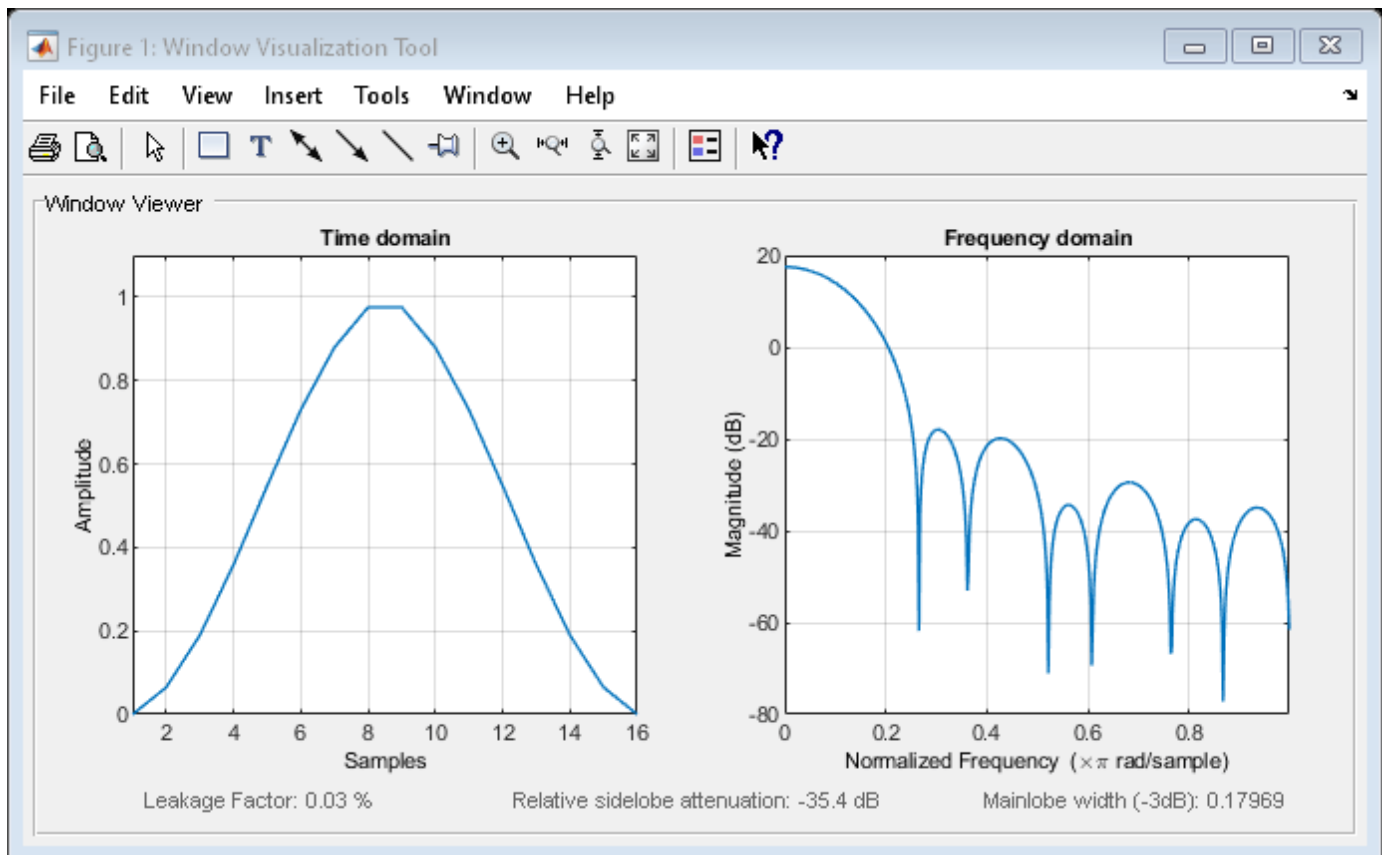 Figure 1: Window Visualization Tool
File Edit View Insert Tools Window Help
T
?
Window Viewer
Time domain
1
0.8
0.6
0.4
0.2
0
Amplitude
2 4 6 8 10 12 14 16
Samples
Frequency domain
20
0
-20
-40
-60
-80
Magnitude (dB)
0 0.2 0.4 0.6 0.8
Normalized Frequency (×π rad/sample)
Leakage Factor: 0.03 % Relative sidelobe attenuation: -35.4 dB Mainlobe width (-3dB): 0.17969